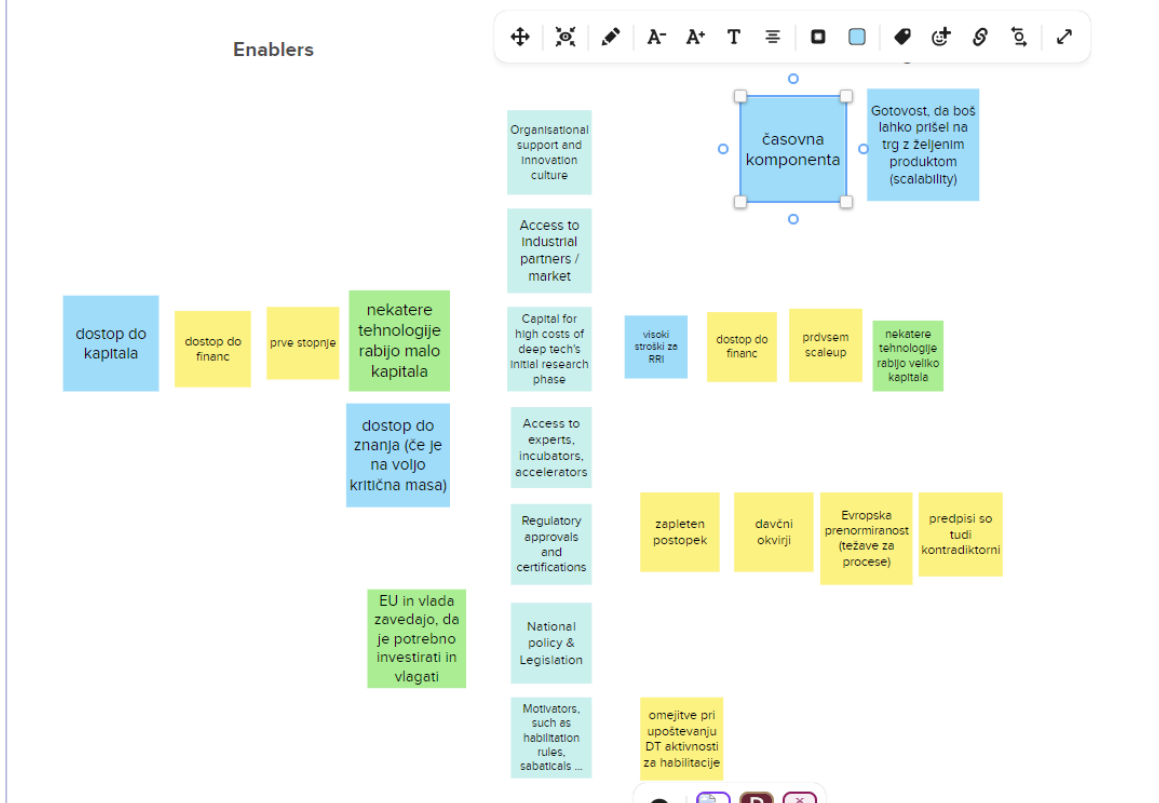 Enablers
časovna
komponenta
Gotovost, da boš
lahko prišel na
trg z željenim
produktom
(scalability)
Organisational
support and
innovation
culture
Access to
industrial
partners /
market
dostop do
kapitala
dostop do
financ
prve stopnje
nekatere
tehnologije
rabijo malo
kapitala
Capital for
high costs of
deep tech's
initial research
phase
visoki
stroški za
RRI
dostop do
financ
prdvsem
scaleup
nekatere
tehnologije
rabijo veliko
kapitala
dostop do
znanja (če je
na voljo
kritična masa)
Access to
experts,
incubators,
accelerators
Regulatory
approvals
and
certifications
zapleten
postopek
davčni
okvirji
Evropska
prenormiranost
(težave za
procese)
predpisi so
tudi
kontradiktorni
EU in vlada
zavedajo, da
je potrebno
investirati in
vlagati
National
policy &
Legislation
Motivators,
such as
habilitation
rules,
sabaticals ...
omejitve pri
upoštevanju
DT aktivnosti
za habilitacije